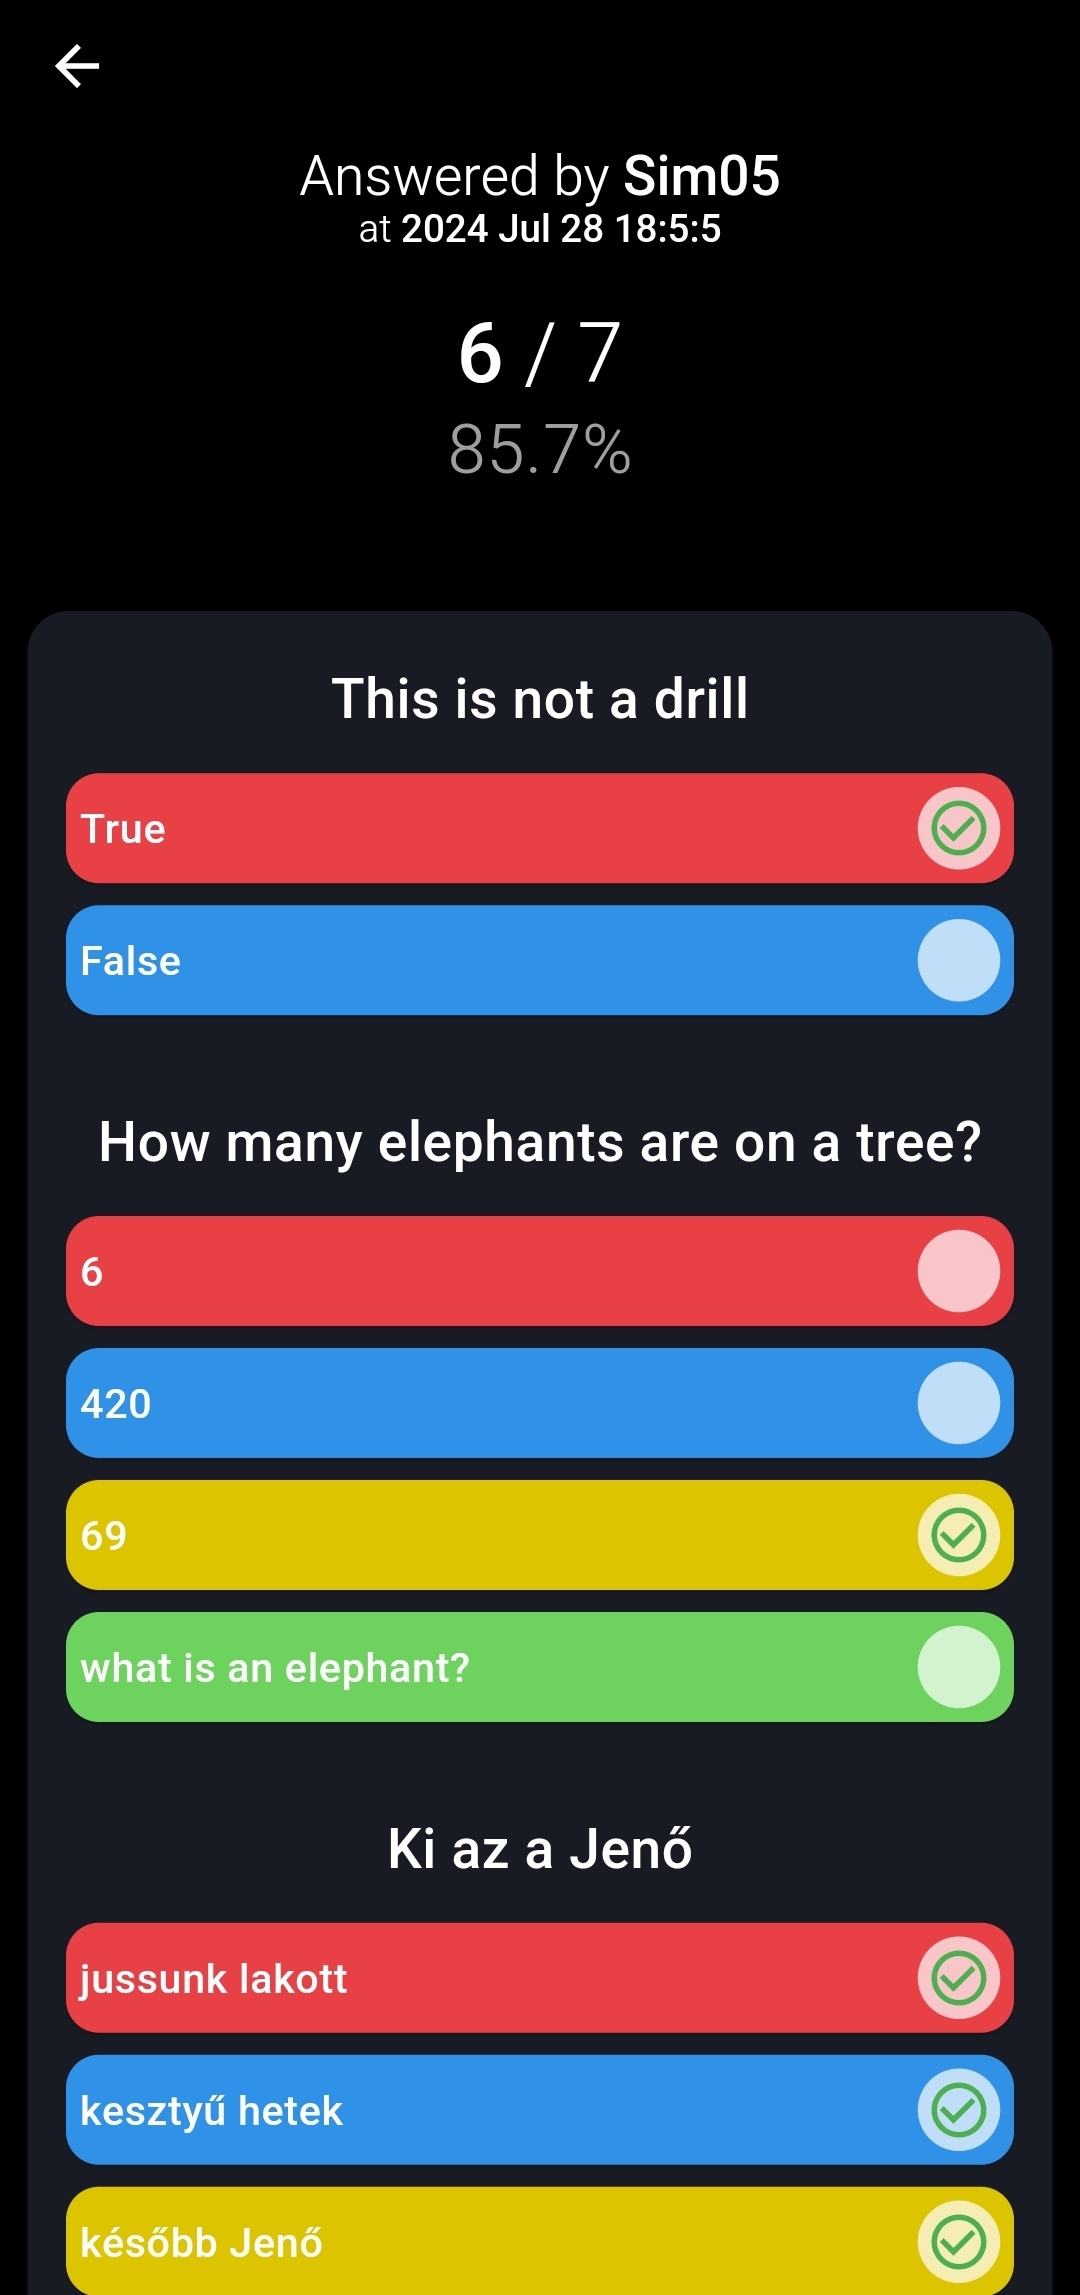 Answered by Sim05
at 2024 Jul 28 18:5:5
6 / 7
85.7%
This is not a drill
True
False
How many elephants are on a tree?
6
420
69
what is an elephant?
Ki az a Jenő
jussunk lakott
kesztyű hetek
később Jenő